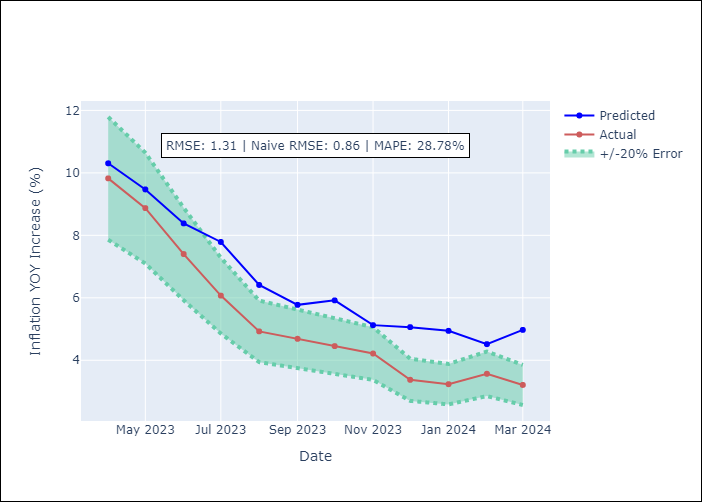 RMSE: 1.31 | Naive RMSE: 0.86 | MAPE: 28.78%
Predicted
Actual
+/-20% Error
Inflation YOY Increase (%)
12
10
8
6
4
May 2023
Jul 2023
Sep 2023
Nov 2023
Jan 2024
Mar 2024
Date